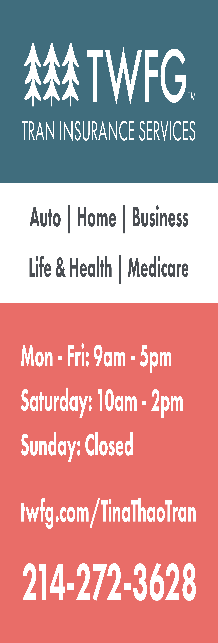 TWFG™
TRAN INSURANCE SERVICES
Auto | Home | Business
Life & Health | Medicare
Mon - Fri: 9am - 5pm
Saturday: 10am - 2pm
Sunday: Closed
twfg.com/TinaThaoTran
214-272-3628